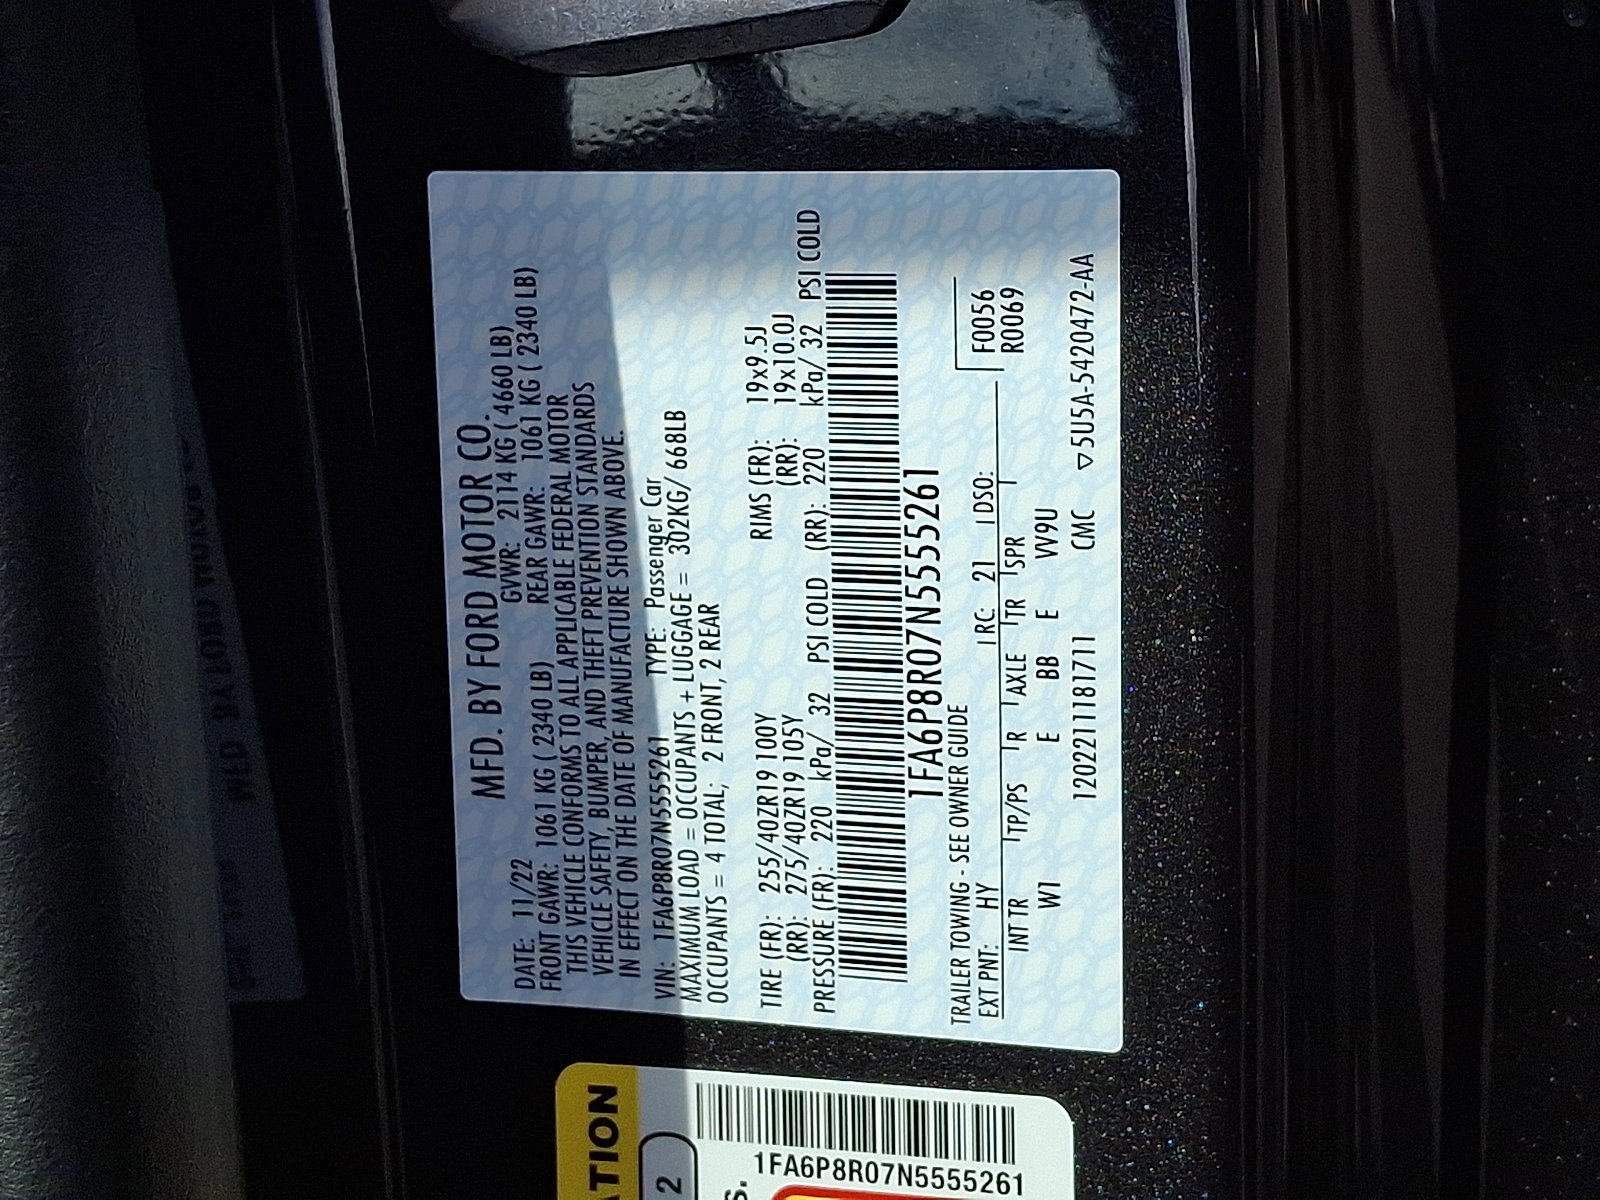 MFD. BY FORD MOTOR CO.
DATE: 11/22 GVWR: 2114 KG ( 4660 LB)
FRONT GAWR: 1061 KG ( 2340 LB) REAR GAWR: 1061 KG ( 2340 LB)
THIS VEHICLE CONFORMS TO ALL APPLICABLE FEDERAL MOTOR
VEHICLE SAFETY, BUMPER, AND THEFT PREVENTION STANDARDS
IN EFFECT ON THE DATE OF MANUFACTURE SHOWN ABOVE.
VIN: 1FA6P8R07N5555261 TYPE: Passenger Car
MAXIMUM LOAD = OCCUPANTS + LUGGAGE = 302KG/ 668LB
OCCUPANTS = 4 TOTAL; 2 FRONT, 2 REAR
TIRE (FR): 255/40ZR19 100Y RIMS (FR): 19x9.5J
(RR): 275/40ZR19 105Y (RR): 19x10.0J
PRESSURE (FR): 220 kPa/ 32 PSI COLD (RR): 220 kPa/ 32 PSI COLD
1FA6P8R07N5555261
TRAILER TOWING - SEE OWNER GUIDE
F0056
R0069
EXT PNT: HY RC: 21 DSO:
INT TR TP/PS R AXLE TR SPR
W1 E BB E VV9U
12022111181711 CMC ▽5U5A-5420472-AA
ATION
2
S.
1FA6P8R07N5555261